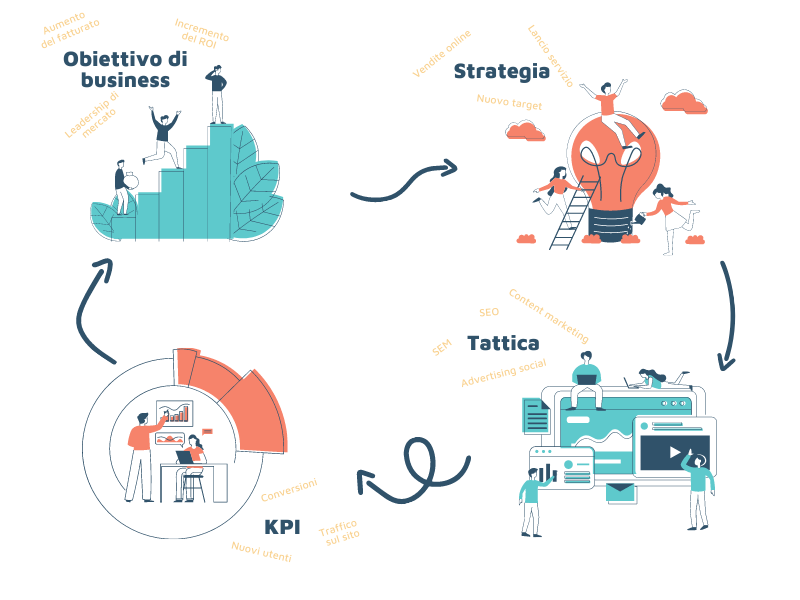 Aumento
del fatturato
Incremento
del ROI
Obiettivo di
business
Leadership di
mercato
Vendite online
Lancio servizio
Strategia
Nuovo target
Content marketing
SEO
SEM
Tattica
Advertising social
Conversioni
KPI
Traffico
sul sito
Nuovi utenti